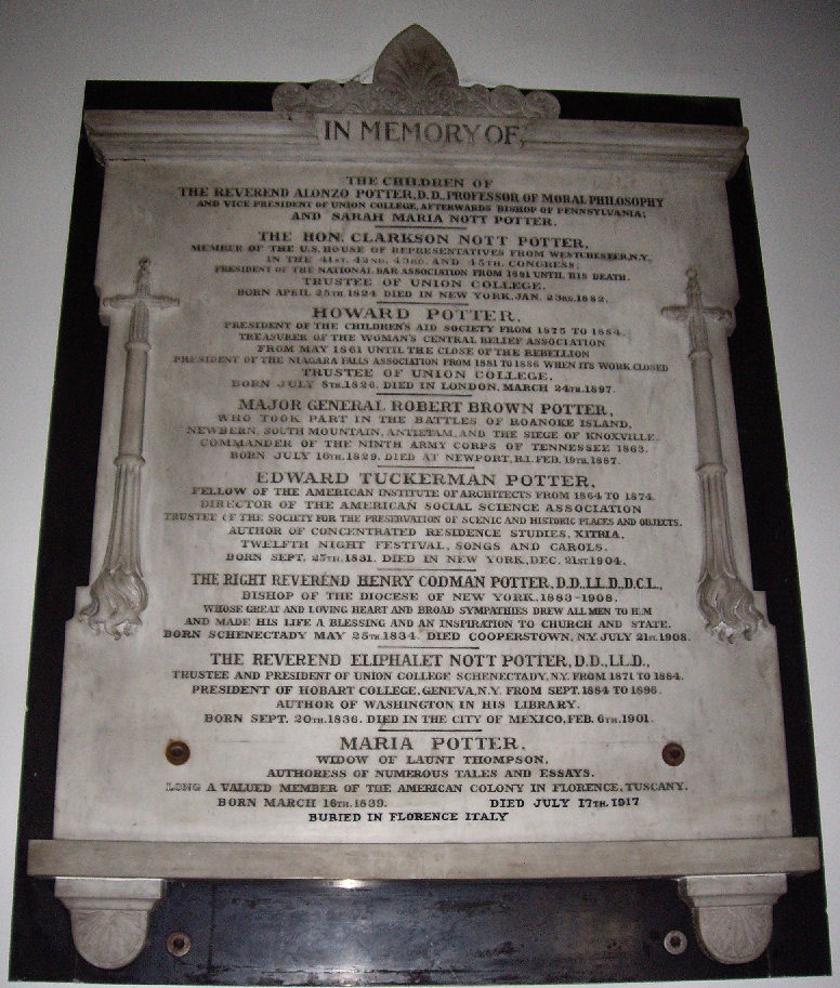 IN MEMORY OF,
THE CHILDREN OF
THE REVEREND ALONZO POTTER, D.D., PROFESSOR OF MORAL PHILOSOPHY
AND VICE PRESIDENT OF UNION COLLEGE, AFTERWARDS BISHOP OF PENNSYLVANIA;
AND SARAH MARIA NOTT POTTER.
THE HON. CLARKSON NOTT POTTER,
MEMBER OF THE U.S. HOUSE OF REPRESENTATIVES FROM WESTCHESTER, N.Y.,
IN THE 41ST. 42ND. 43RD. AND 45TH. CONGRESS;
PRESIDENT OF THE NATIONAL BAR ASSOCIATION FROM 1881 UNTIL HIS DEATH.
TRUSTEE OF UNION COLLEGE.
BORN APRIL 25TH 1824 DIED IN NEW YORK, JAN. 23RD. 1882.
HOWARD POTTER,
PRESIDENT OF THE CHILDREN'S AID SOCIETY FROM 1875 TO 1884.
TREASURER OF THE WOMAN'S CENTRAL RELIEF ASSOCIATION
FROM MAY 1861 UNTIL THE CLOSE OF THE REBELLION
PRESIDENT OF THE NIAGARA FALLS ASSOCIATION FROM 1881 TO 1886 WHEN ITS WORK CLOSED
TRUSTEE OF UNION COLLEGE.
BORN JULY 8TH. 1826. DIED IN LONDON, MARCH 24TH. 1897.
MAJOR GENERAL ROBERT BROWN POTTER,
WHO TOOK PART IN THE BATTLES OF ROANOKE ISLAND,
NEWBERN, SOUTH MOUNTAIN, ANTIETAM, AND THE SIEGE OF KNOXVILLE.
COMMANDER OF THE NINTH ARMY CORPS OF TENNESSEE 1863.
BORN JULY 16TH. 1829. DIED AT NEWPORT, R.I. FEB. 19TH. 1887.
EDWARD TUCKERMAN POTTER,
FELLOW OF THE AMERICAN INSTITUTE OF ARCHITECTS FROM 1864 TO 1874.
DIRECTOR OF THE AMERICAN SOCIAL SCIENCE ASSOCIATION
TRUSTEE OF THE SOCIETY FOR THE PRESERVATION OF SCENIC AND HISTORIC PLACES AND OBJECTS.
AUTHOR OF CONCENTRATED RESIDENCE STUDIES, XITRIA,
TWELFTH NIGHT FESTIVAL, SONGS AND CAROLS.
BORN SEPT. 25TH. 1831. DIED IN NEW YORK, DEC. 21ST 1904.
THE RIGHT REVEREND HENRY CODMAN POTTER, D.D., LL.D., D.C.L.,
BISHOP OF THE DIOCESE OF NEW YORK, 1883-1908.
WHOSE GREAT AND LOVING HEART AND BROAD SYMPATHIES DREW ALL MEN TO HIM
AND MADE HIS LIFE A BLESSING AND AN INSPIRATION TO CHURCH AND STATE.
BORN SCHENECTADY MAY 25TH 1834. DIED COOPERSTOWN, N.Y. JULY 21ST. 1908.
THE REVEREND ELIPHALET NOTT POTTER, D.D., LL.D.,
TRUSTEE AND PRESIDENT OF UNION COLLEGE SCHENECTADY, N.Y. FROM 1871 TO 1884.
PRESIDENT OF HOBART COLLEGE, GENEVA, N.Y. FROM SEPT. 1884 TO 1896.
AUTHOR OF WASHINGTON IN HIS LIBRARY.
BORN SEPT. 20TH. 1836. DIED IN THE CITY OF MEXICO, FEB. 6TH. 1901.
MARIA POTTER,
WIDOW OF LAUNT THOMPSON,
AUTHORESS OF NUMEROUS TALES AND ESSAYS.
LONG A VALUED MEMBER OF THE AMERICAN COLONY IN FLORENCE, TUSCANY.
BORN MARCH 16TH. 1839. DIED JULY 17TH. 1917
BURIED IN FLORENCE ITALY